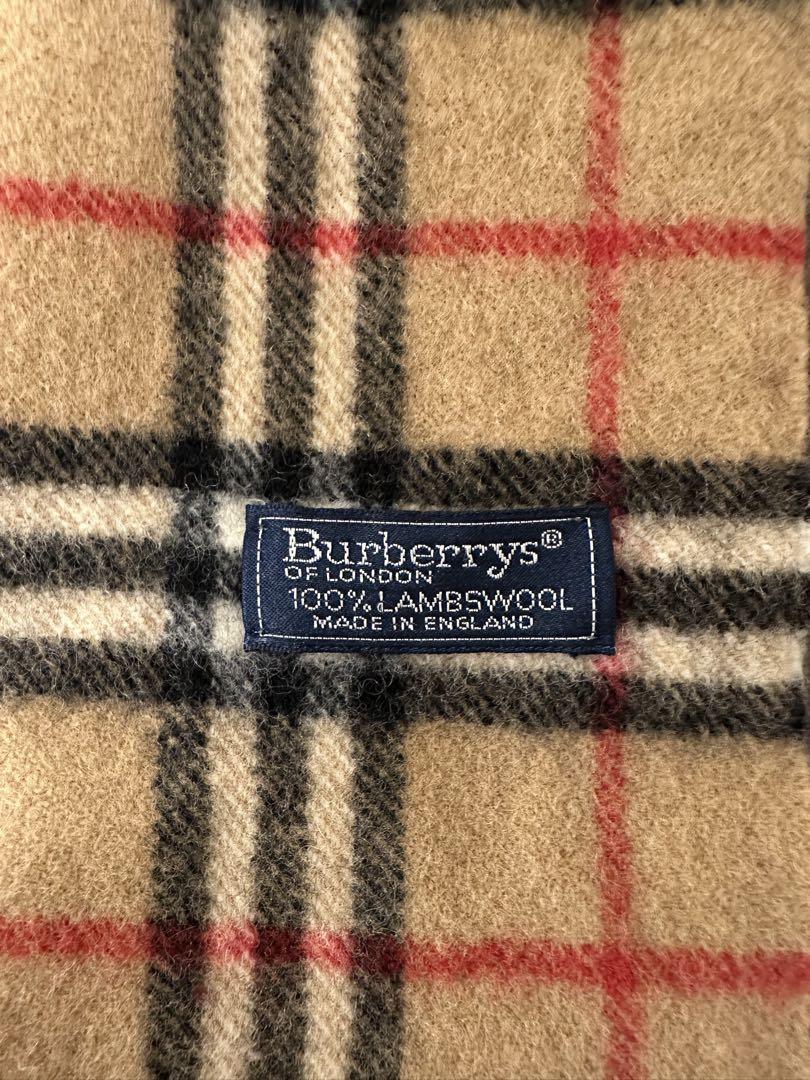 Burberrys®
OF LONDON
100% LAMBSWOOL
MADE IN ENGLAND